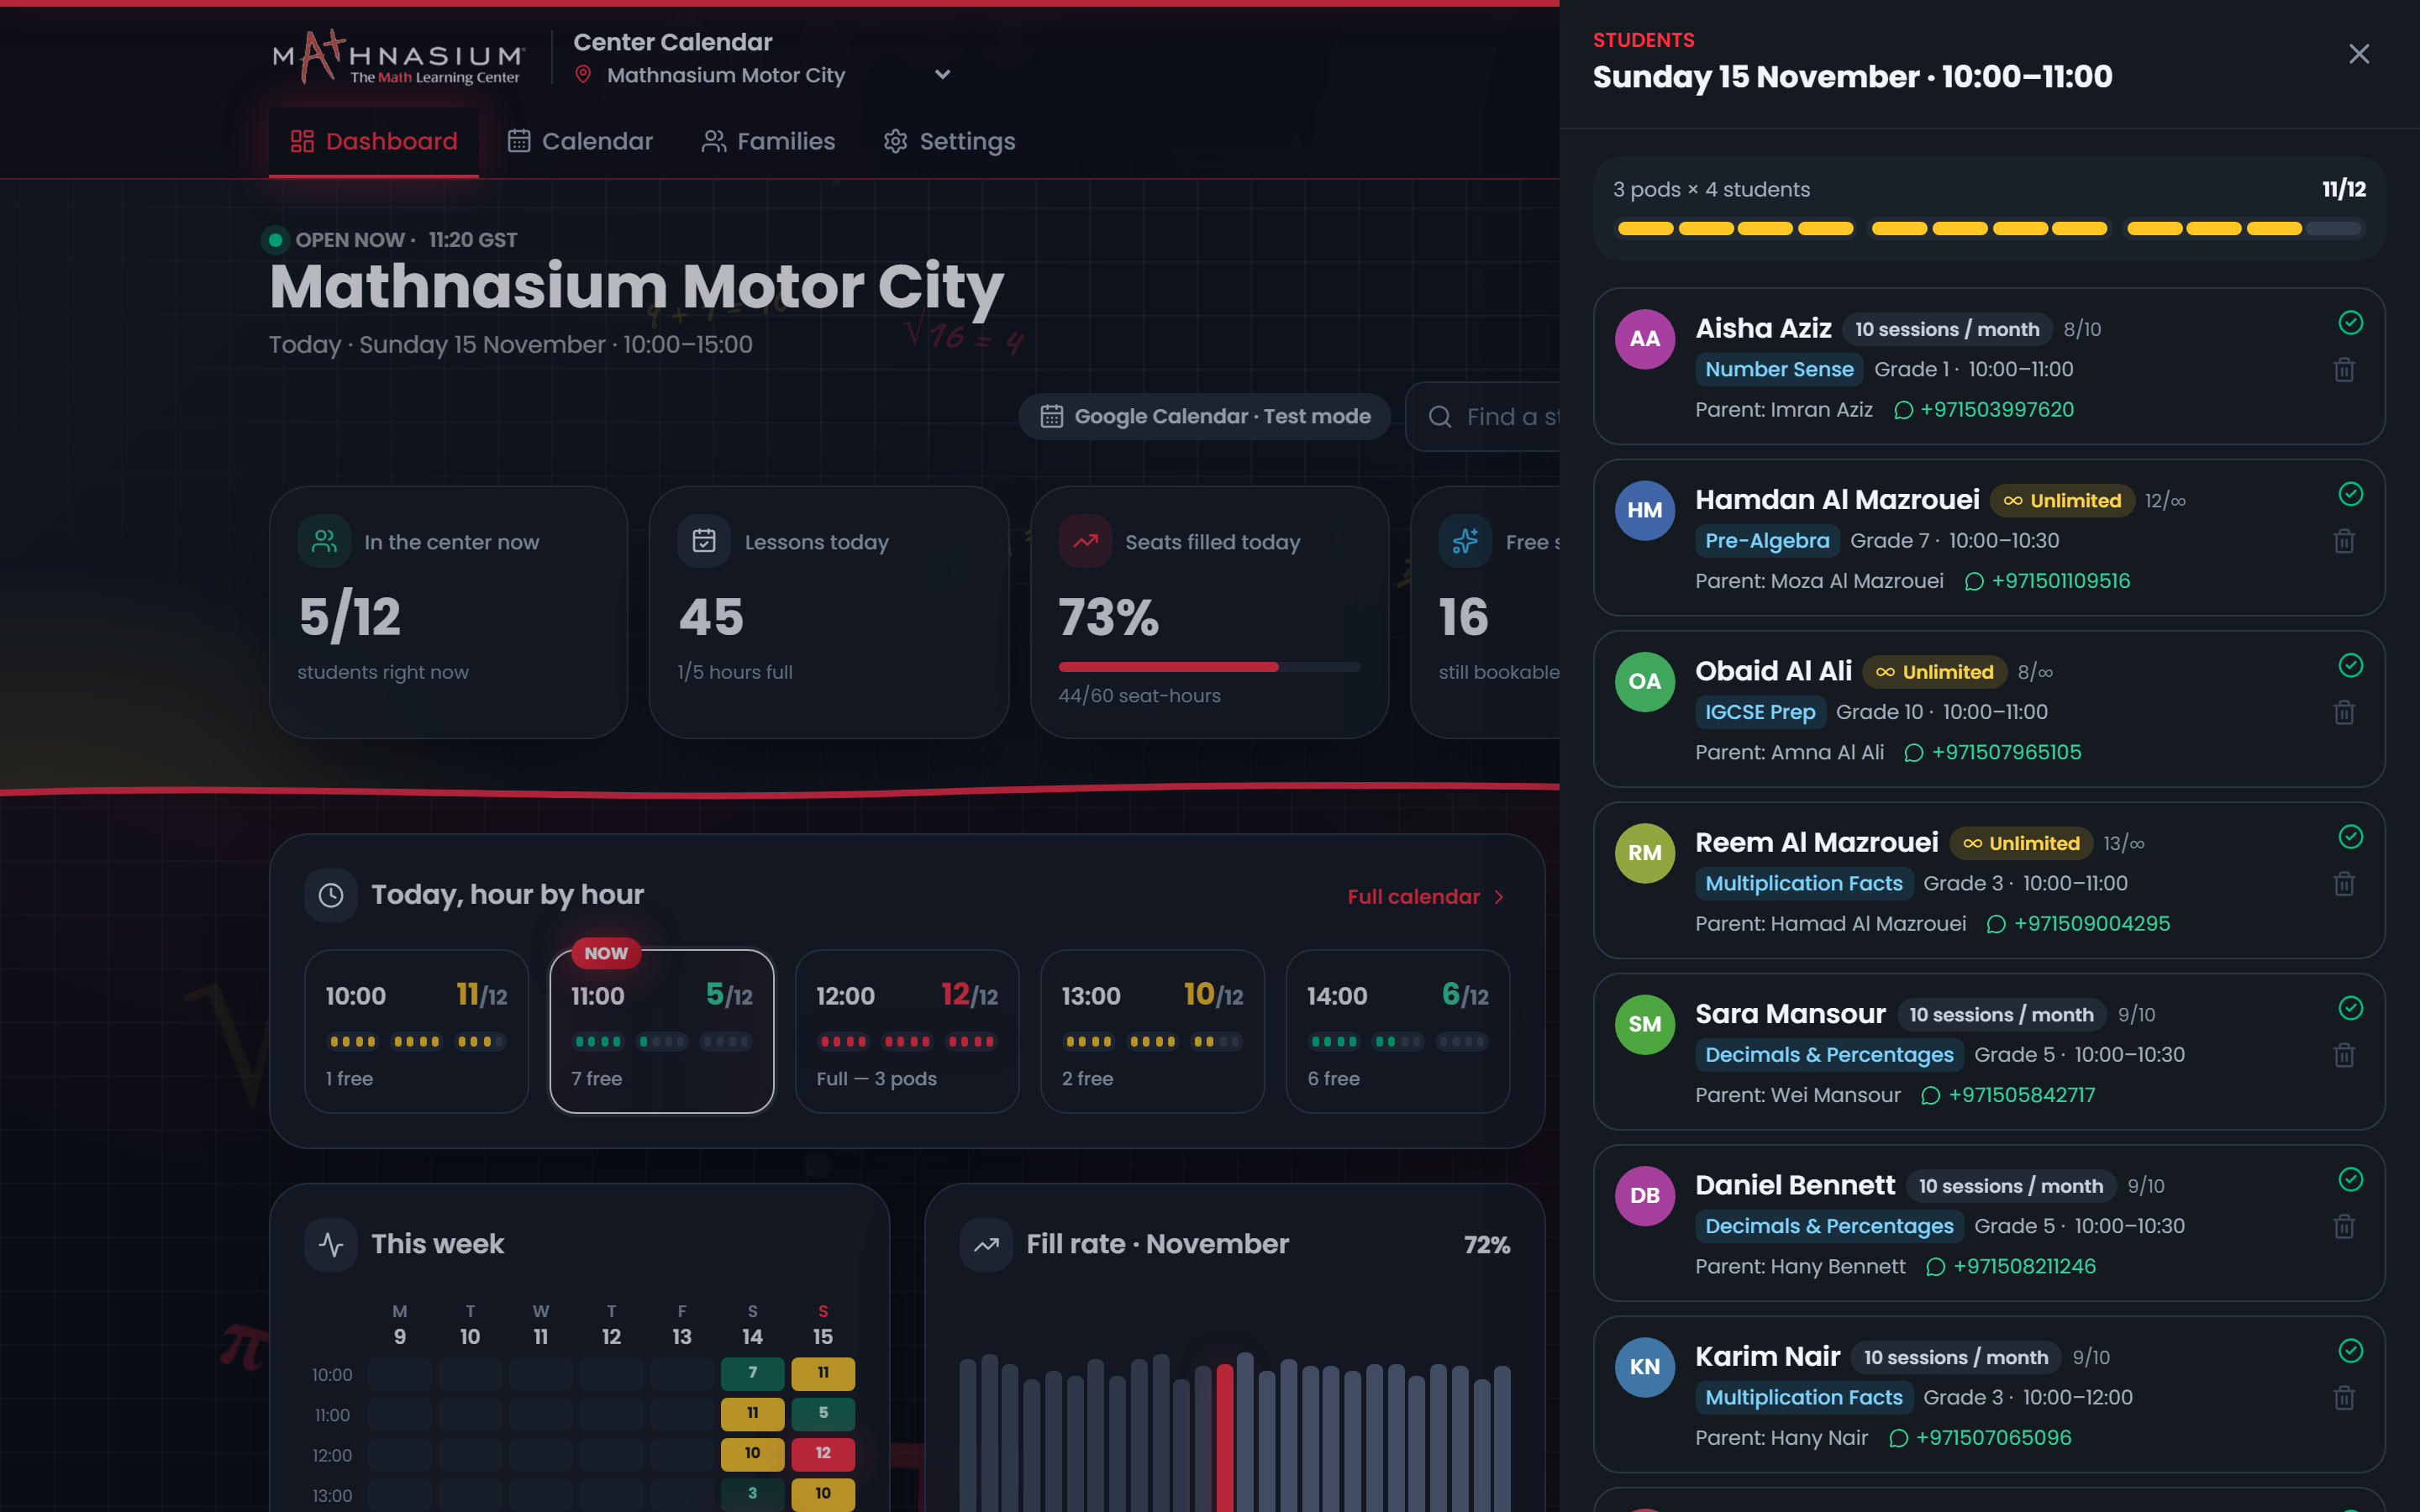 MATHNASIUM
The Math Learning Center
Center Calendar
Mathnasium Motor City
Dashboard
Calendar
Families
Settings
OPEN NOW · 11:20 GST
Mathnasium Motor City
Today · Sunday 15 November · 10:00–15:00
√16 = 4
Google Calendar · Test mode
Find a st
In the center now
5/12
students right now
Lessons today
45
1/5 hours full
Seats filled today
73%
44/60 seat-hours
Free s
16
still bookable
Today, hour by hour
Full calendar
10:00 11/12
1 free
NOW
11:00 5/12
7 free
12:00 12/12
Full — 3 pods
13:00 10/12
2 free
14:00 6/12
6 free
π
This week
M T W T F S S
9 10 11 12 13 14 15
10:00 7 11
11:00 11 5
12:00 10 12
13:00 3 10
Fill rate · November
72%
STUDENTS
Sunday 15 November · 10:00–11:00
3 pods × 4 students
11/12
AA
Aisha Aziz 10 sessions / month 8/10
Number Sense Grade 1 · 10:00–11:00
Parent: Imran Aziz +971503997620
HM
Hamdan Al Mazrouei ∞ Unlimited 12/∞
Pre-Algebra Grade 7 · 10:00–10:30
Parent: Moza Al Mazrouei +971501109516
OA
Obaid Al Ali ∞ Unlimited 8/∞
IGCSE Prep Grade 10 · 10:00–11:00
Parent: Amna Al Ali +971507965105
RM
Reem Al Mazrouei ∞ Unlimited 13/∞
Multiplication Facts Grade 3 · 10:00–11:00
Parent: Hamad Al Mazrouei +971509004295
SM
Sara Mansour 10 sessions / month 9/10
Decimals & Percentages Grade 5 · 10:00–10:30
Parent: Wei Mansour +971505842717
DB
Daniel Bennett 10 sessions / month 9/10
Decimals & Percentages Grade 5 · 10:00–10:30
Parent: Hany Bennett +971508211246
KN
Karim Nair 10 sessions / month 9/10
Multiplication Facts Grade 3 · 10:00–12:00
Parent: Hany Nair +971507065096